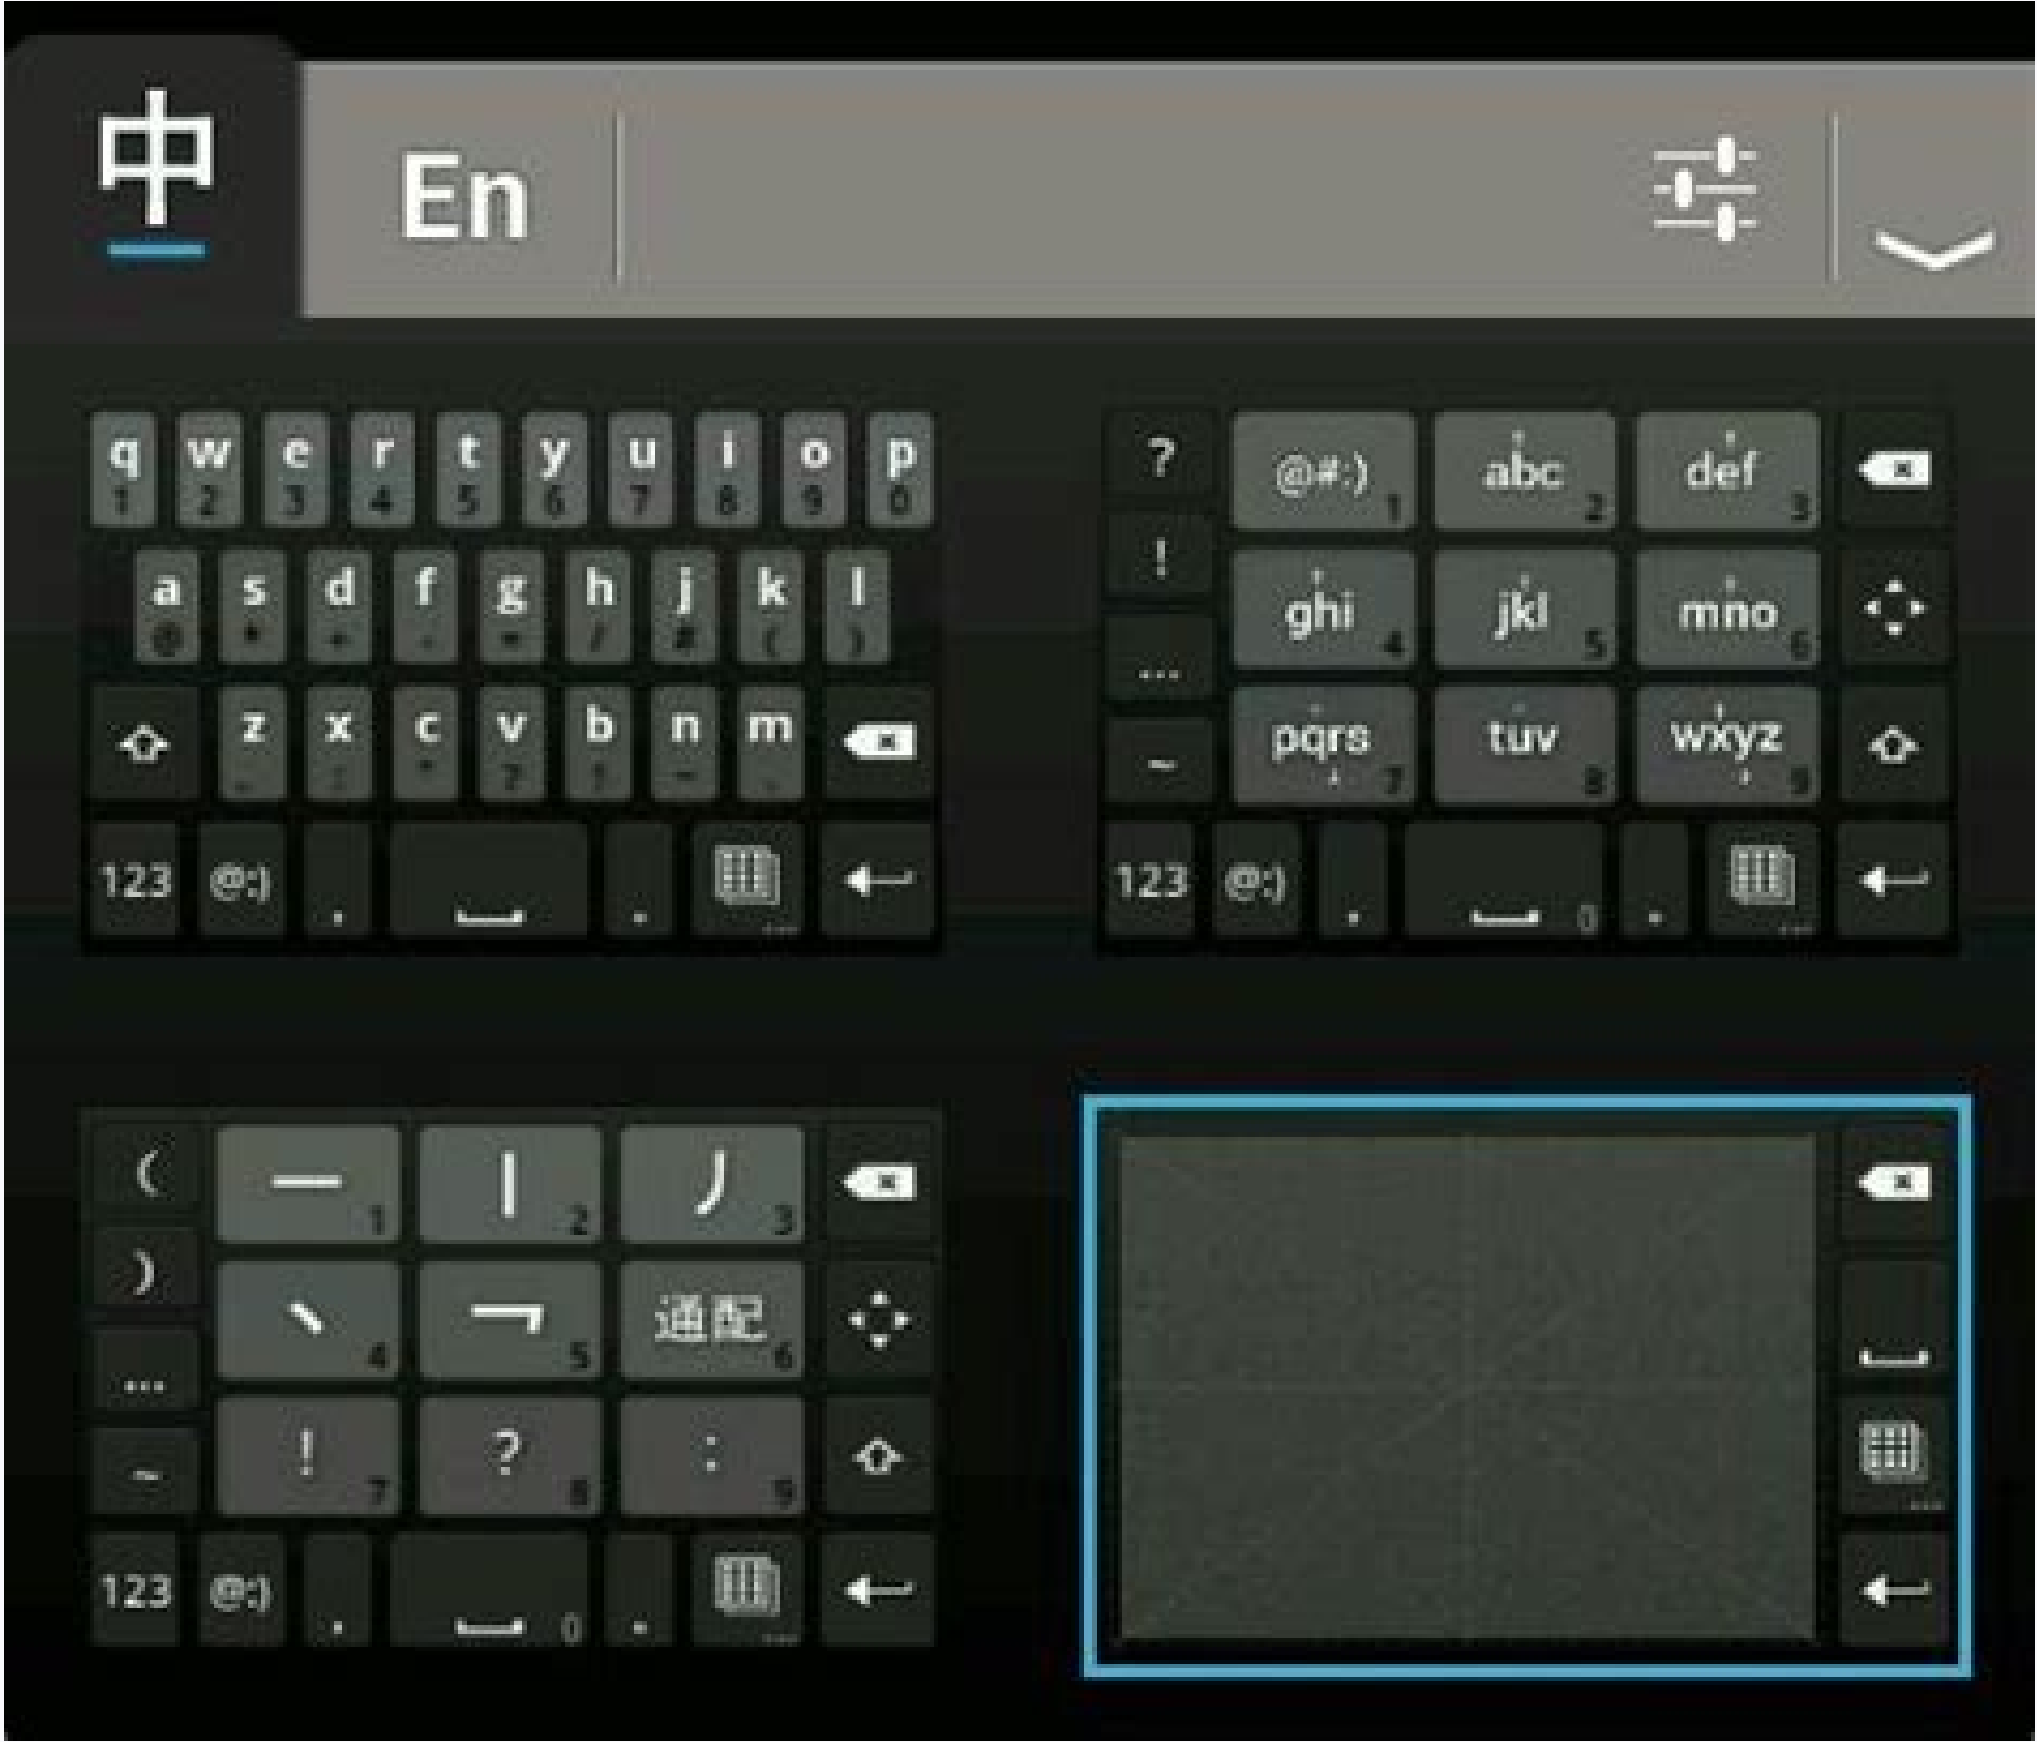 中 En
q w e r t y u i o p
1 2 3 4 5 6 7 8 9 0
a s d f g h j k l
@ * + - = / # ( )
z x c v b n m
123 @:) , .
? @#:) 1 abc 2 def 3
! ghi 4 jkl 5 mno 6
...
~ pqrs 7 tuv 8 wxyz 9
123 @:) , 0 .
( 一 1 丨 2 丿 3
) 丶 4 ㇕ 5 通配 6
...
~ ! 7 ? 8 : 9
123 @:) , 0 .